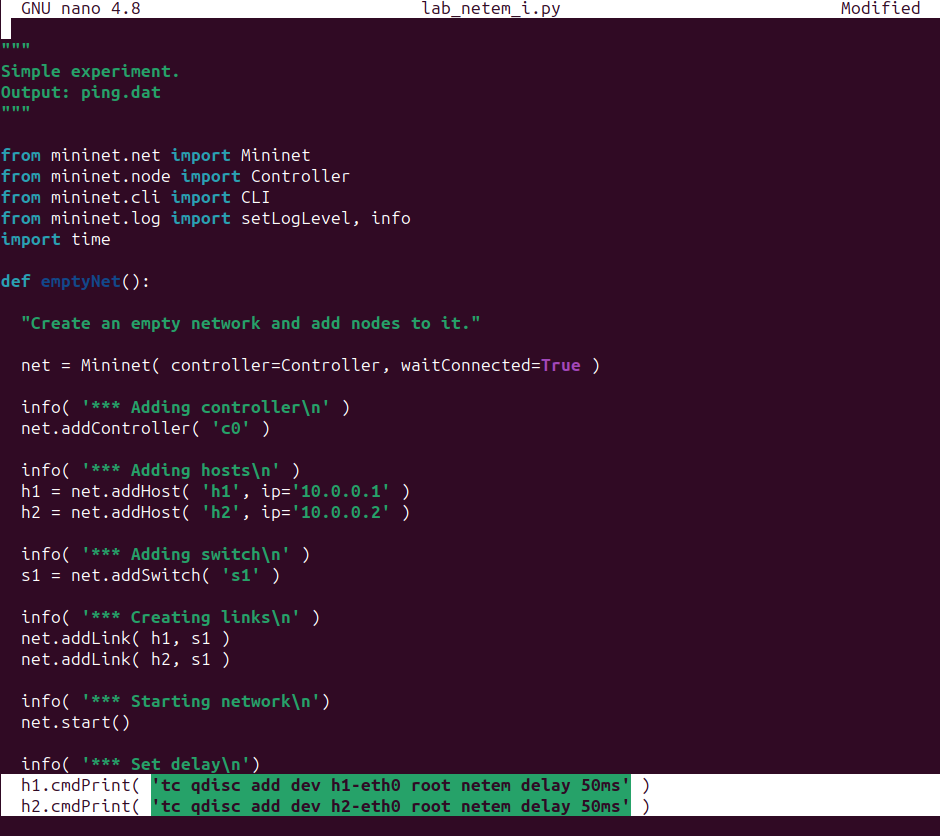 GNU nano 4.8 lab_netem_i.py Modified
"""
Simple experiment.
Output: ping.dat
"""
from mininet.net import Mininet
from mininet.node import Controller
from mininet.cli import CLI
from mininet.log import setLogLevel, info
import time
def emptyNet():
"Create an empty network and add nodes to it."
net = Mininet( controller=Controller, waitConnected=True )
info( '*** Adding controller\n' )
net.addController( 'c0' )
info( '*** Adding hosts\n' )
h1 = net.addHost( 'h1', ip='10.0.0.1' )
h2 = net.addHost( 'h2', ip='10.0.0.2' )
info( '*** Adding switch\n' )
s1 = net.addSwitch( 's1' )
info( '*** Creating links\n' )
net.addLink( h1, s1 )
net.addLink( h2, s1 )
info( '*** Starting network\n')
net.start()
info( '*** Set delay\n')
h1.cmdPrint( 'tc qdisc add dev h1-eth0 root netem delay 50ms' )
h2.cmdPrint( 'tc qdisc add dev h2-eth0 root netem delay 50ms' )